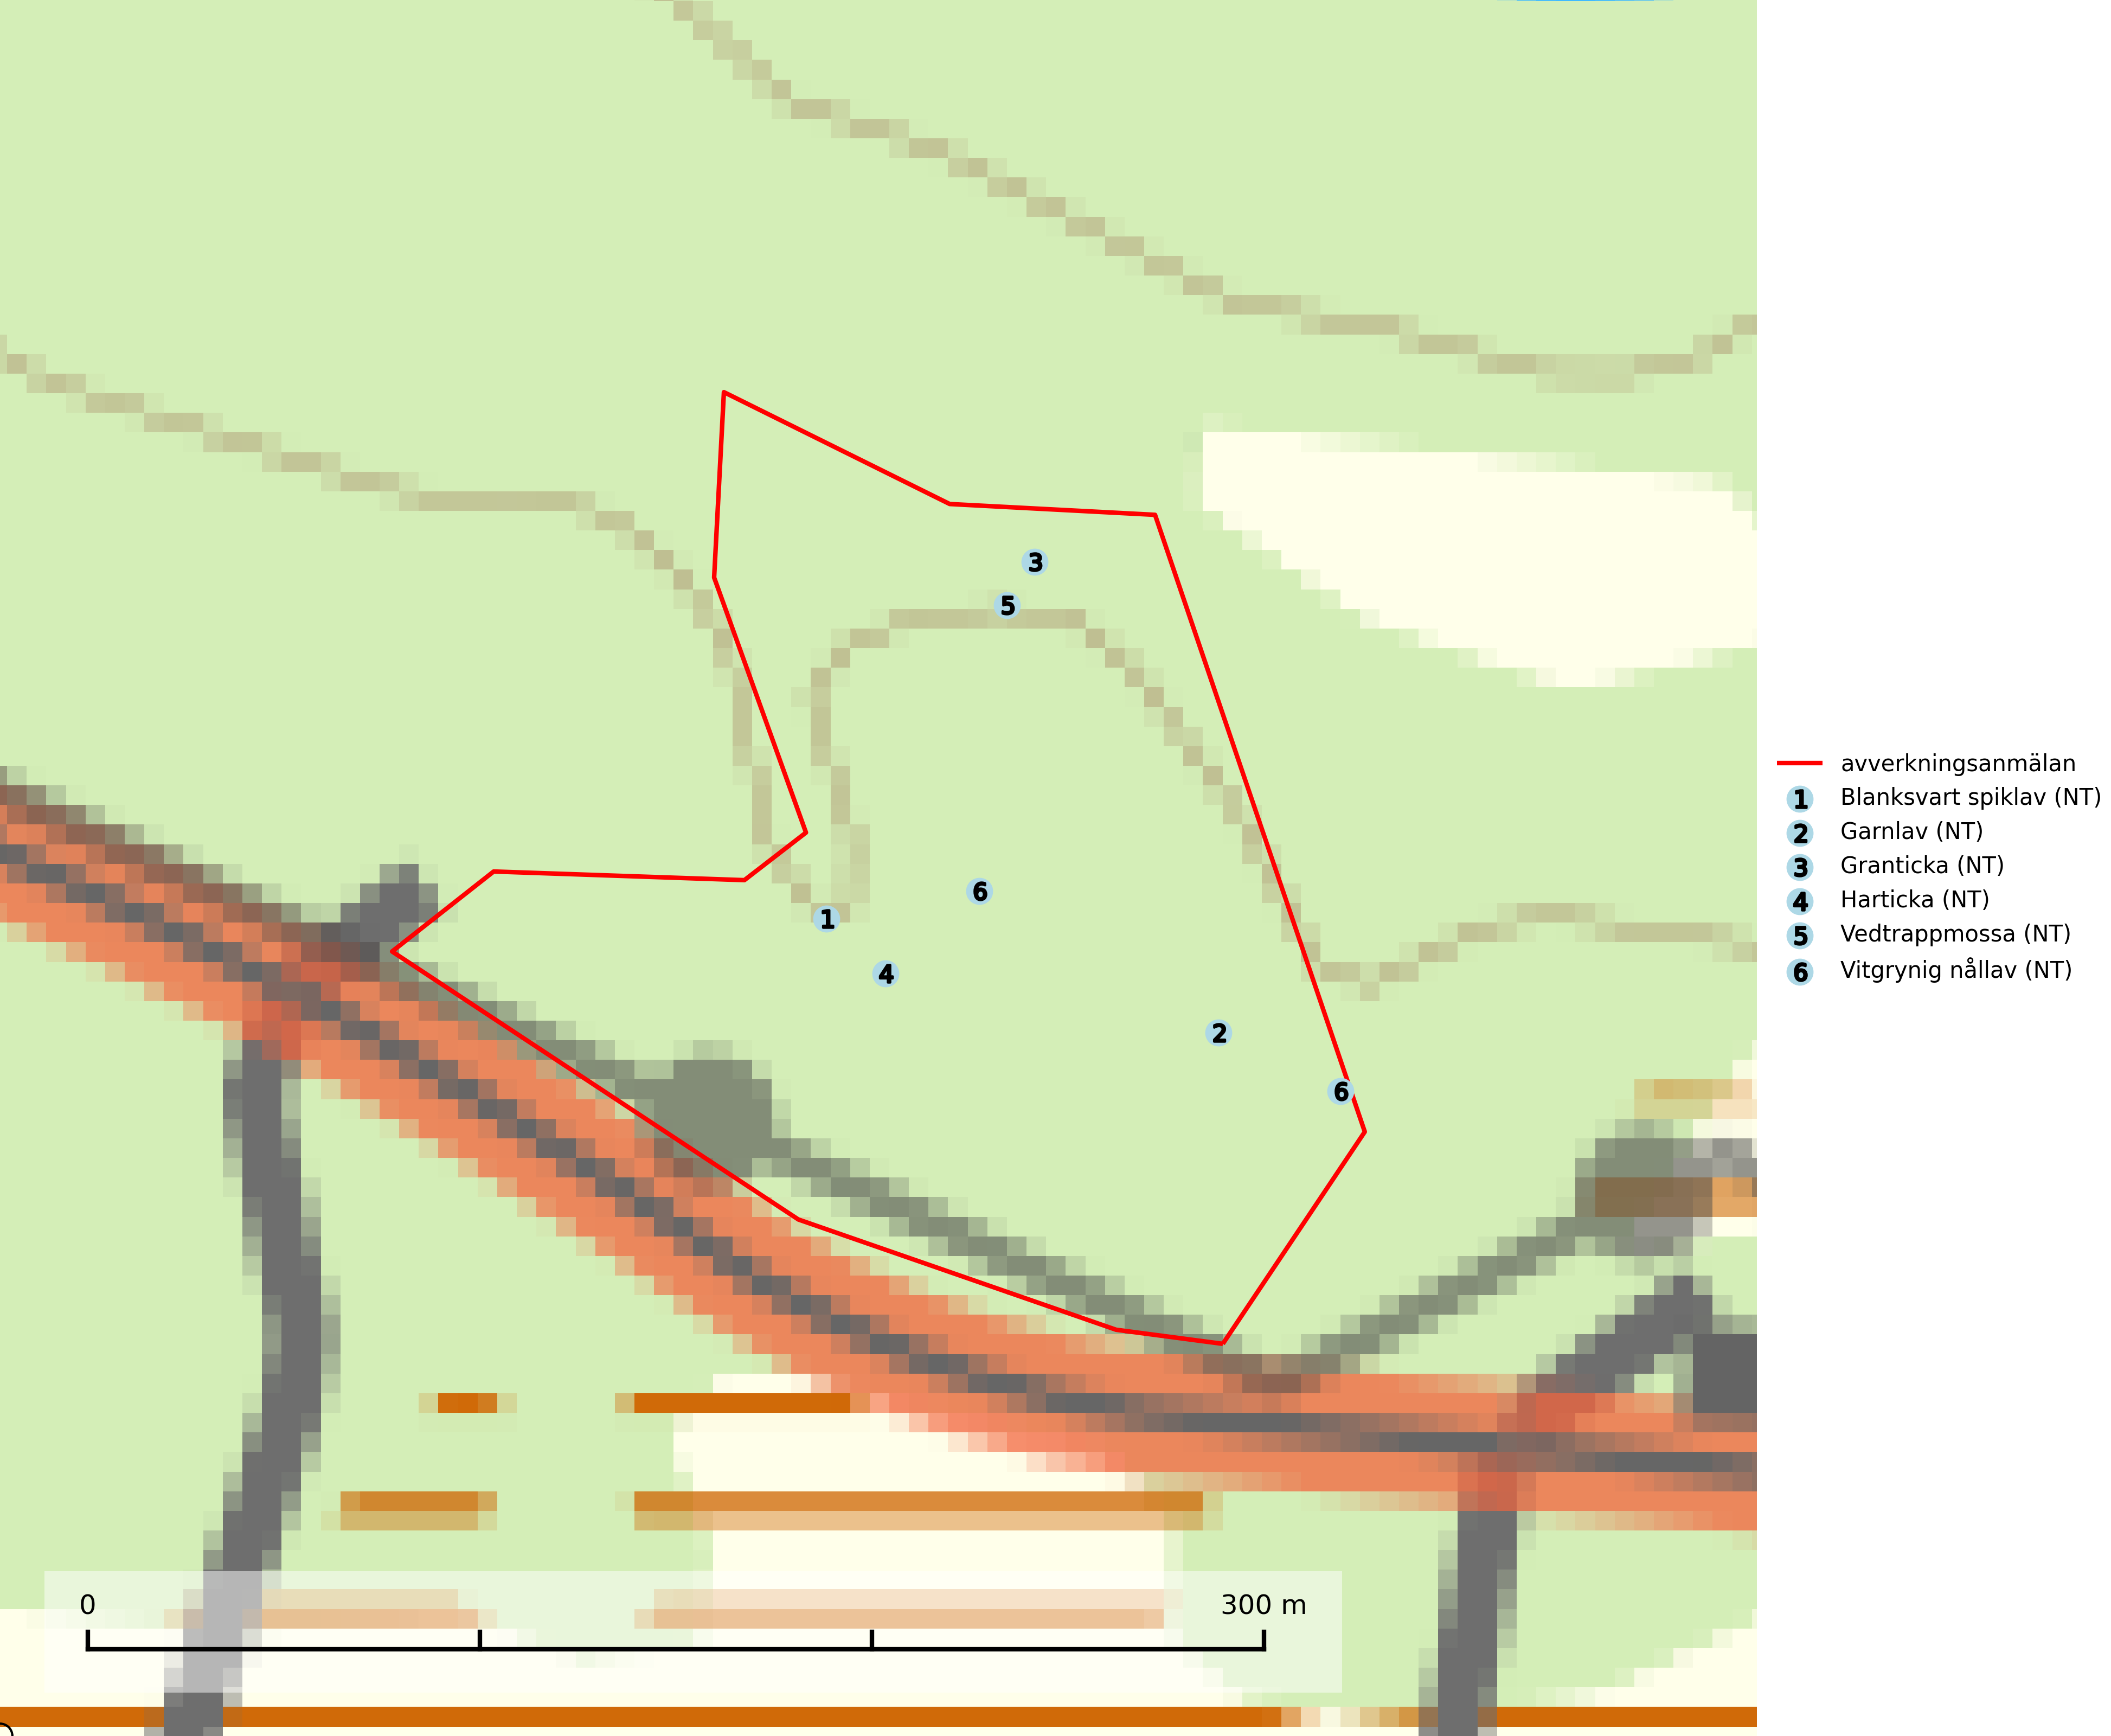 3
5
6
1
4
2
6
avverkningsanmälan
1 Blanksvart spiklav (NT)
2 Garnlav (NT)
3 Granticka (NT)
4 Harticka (NT)
5 Vedtrappmossa (NT)
6 Vitgrynig nållav (NT)
0 300 m